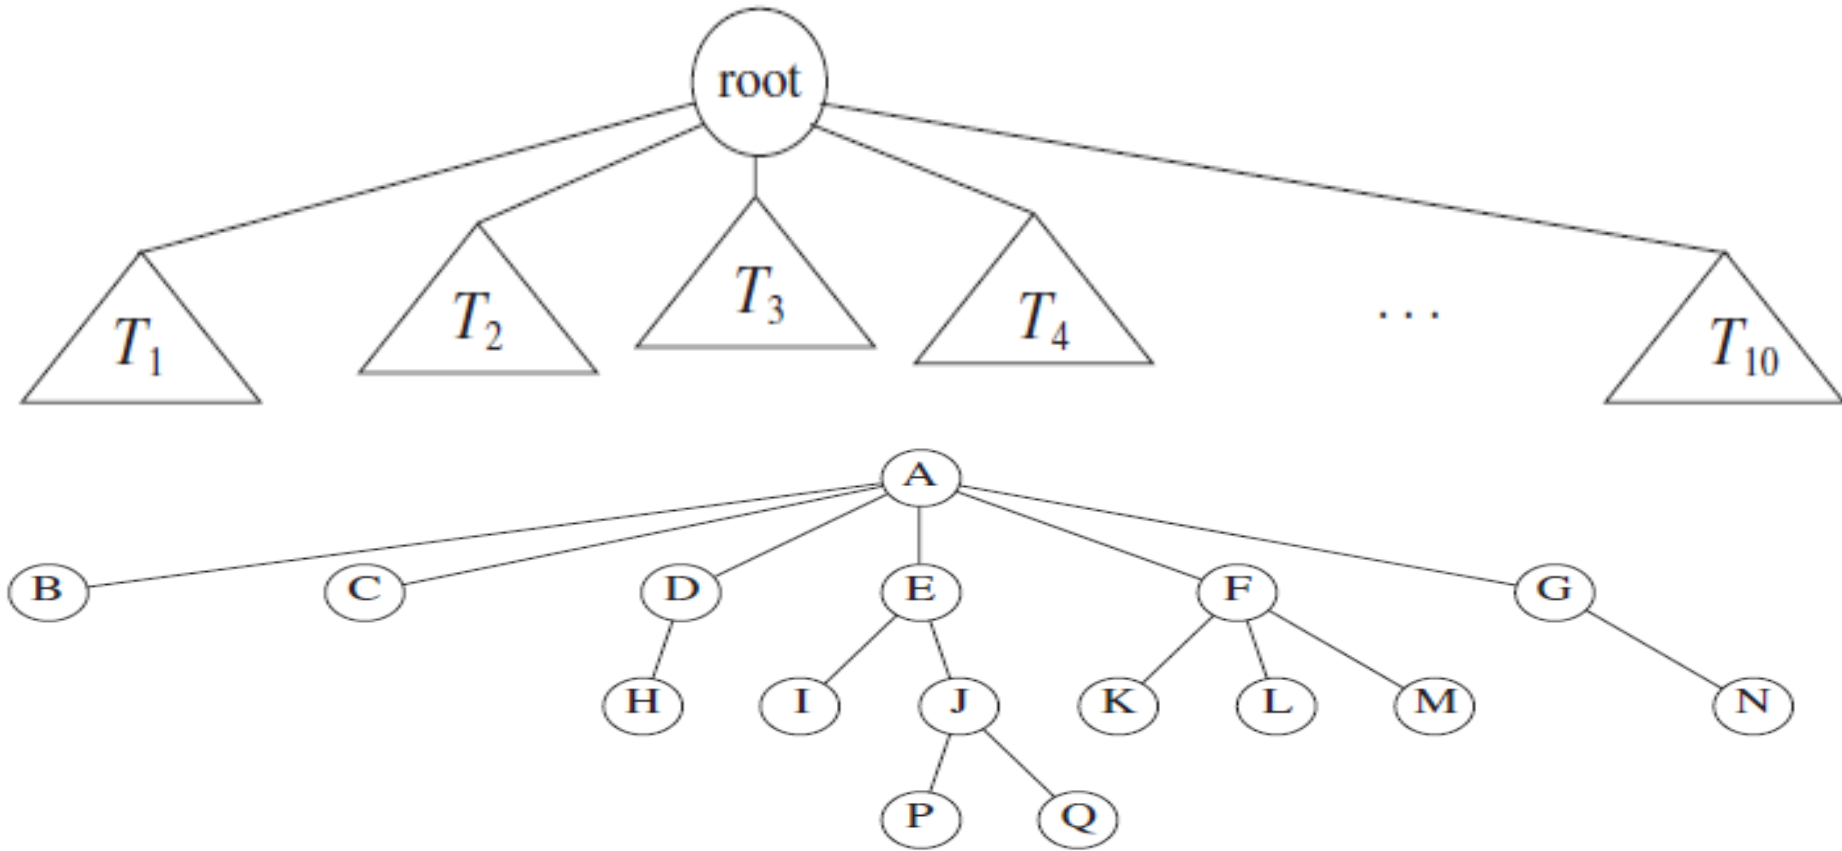 root
T1 T2 T3 T4 ... T10
A
B C D E F G
H I J K L M N
P Q